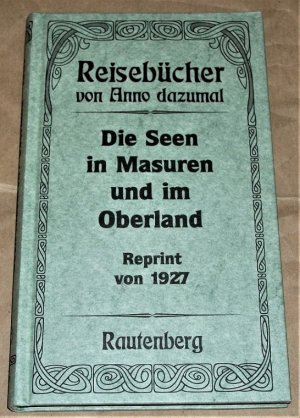 Reisebücher
von Anno dazumal
Die Seen
in Masuren
und im
Oberland
Reprint
von 1927
Rautenberg